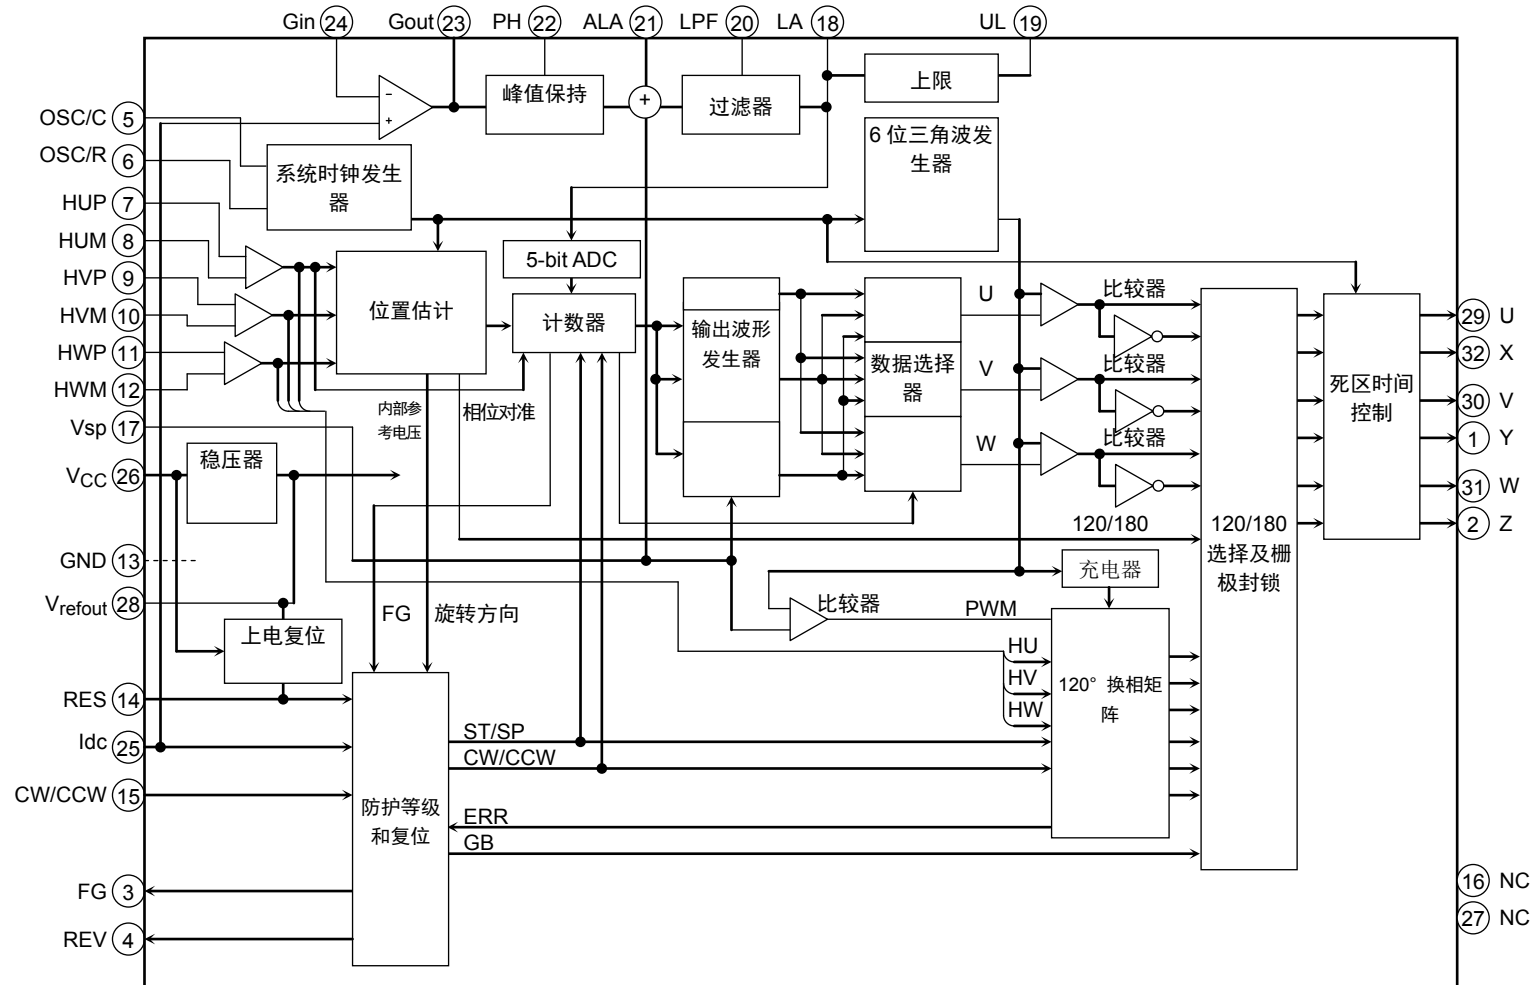 Gin 24
Gout 23
PH 22
ALA 21
LPF 20
LA 18
UL 19
OSC/C 5
OSC/R 6
HUP 7
HUM 8
HVP 9
HVM 10
HWP 11
HWM 12
Vsp 17
VCC 26
GND 13
Vrefout 28
RES 14
Idc 25
CW/CCW 15
FG 3
REV 4
−
+
峰值保持
+
过滤器
上限
6 位三角波发
生器
系统时钟发生
器
5-bit ADC
位置估计
计数器
输出波形
发生器
数据选择
器
U
V
W
比较器
比较器
比较器
内部参
考电压
相位对准
稳压器
120/180
120/180
选择及栅
极封锁
死区时间
控制
29 U
32 X
30 V
1 Y
31 W
2 Z
充电器
比较器
PWM
FG
旋转方向
上电复位
HU
HV
HW
120° 换相矩
阵
ST/SP
CW/CCW
防护等级
和复位
ERR
GB
16 NC
27 NC